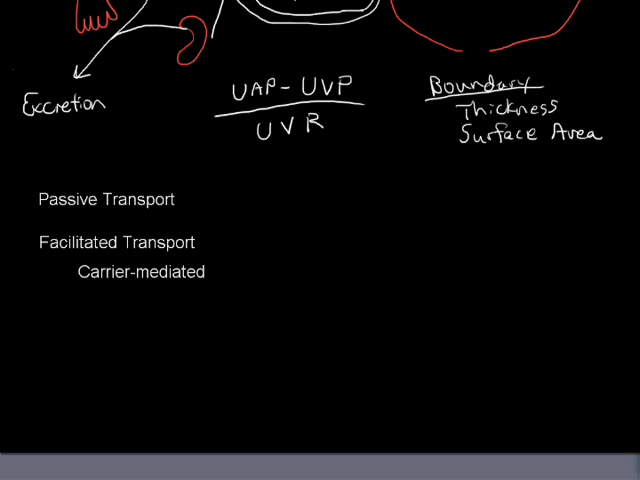 Excretion
UAP - UVP
UVR
Boundary
Thickness
Surface Area
Passive Transport
Facilitated Transport
Carrier-mediated